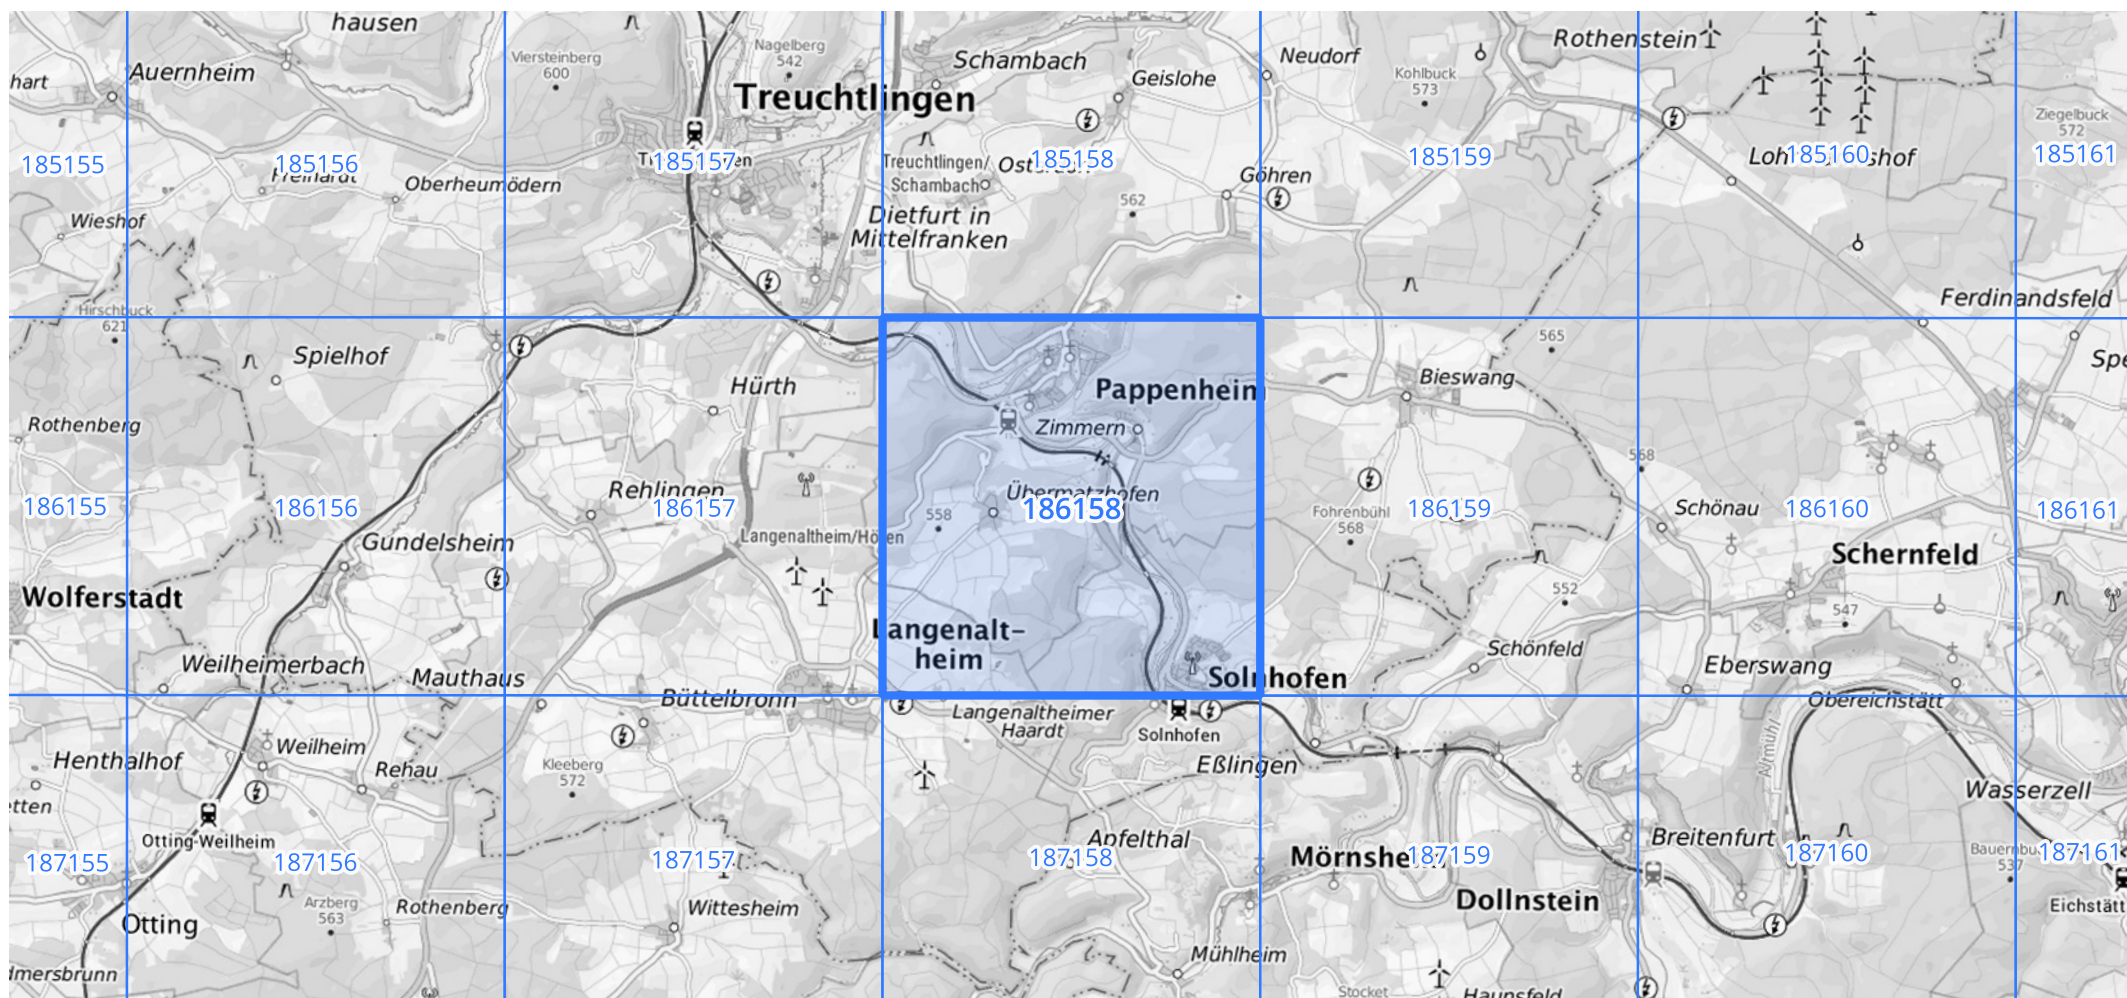 hausen
Viersteinberg
600
Nagelberg
542
Schambach
Geislohe
Neudorf
Kohlbuck
573
Rothenstein
hart
Auernheim
Treuchtlingen
Ziegelbuck
572
185155
185156
185157
185158
185159
185160
185161
Treuchtlingen/
Schambach
Oberheumödern
Göhren
562
Wieshof
Dietfurt in
Mittelfranken
Hirschbuck
621
Ferdinandsfeld
Spielhof
Hürth
Pappenheim
Bieswang
565
Spe
Rothenberg
Zimmern
568
Rehlingen
Übermatzhofen
186155
186156
186157
186158
186159
186160
186161
558
Fohrenbühl
568
Schönau
Gundelsheim
Langenaltheim/Höfen
Schernfeld
Wolferstadt
552
547
Langenalt-
heim
Schönfeld
Weilheimerbach
Mauthaus
Solnhofen
Eberswang
Büttelbronn
Obereichstätt
Langenaltheimer
Haardt
Solnhofen
Altmühl
Henthalhof
Weilheim
Rehau
Kleeberg
572
Eßlingen
Wasserzell
etten
Otting-Weilheim
Apfelthal
Breitenfurt
187155
187156
187157
187158
187159
187160
187161
537
Arzberg
563
Rothenberg
Wittesheim
Dollnstein
Eichstätt
Otting
Mühlheim
dmersbrunn
Stocket
Haunsfeld